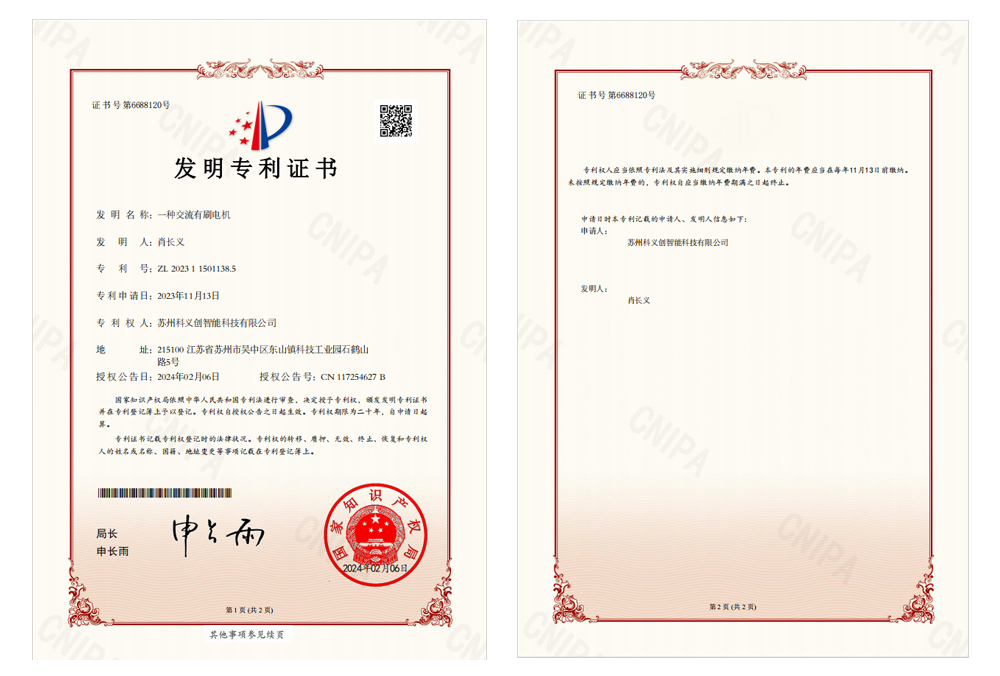 证书号第6688120号
发明专利证书
发明名称：一种交流有刷电机
发明人：肖长义
专利号：ZL 2023 1 1501138.5
专利申请日：2023年11月13日
专利权人：苏州科义创智能科技有限公司
地址：215100 江苏省苏州市吴中区东山镇科技工业园石鹤山
路5号
授权公告日：2024年02月06日 授权公告号：CN 117254627 B
国家知识产权局依照中华人民共和国专利法进行审查，决定授予专利权，颁发发明专利证书
并在专利登记簿上予以登记。专利权自授权公告之日起生效。专利权期限为二十年，自申请日起
算。
专利证书记载专利权登记时的法律状况。专利权的转移、质押、无效、终止、恢复和专利权
人的姓名或名称、国籍、地址变更等事项记载在专利登记簿上。
局长
申长雨
申长雨
国家知识产权局
2024年02月06日
第 1 页 (共 2 页)
其他事项参见续页
证书号第6688120号
专利权人应当依照专利法及其实施细则规定缴纳年费。本专利的年费应当在每年11月13日前缴纳。
未按照规定缴纳年费的，专利权自应当缴纳年费期满之日起终止。
申请日时本专利记载的申请人、发明人信息如下：
申请人：
苏州科义创智能科技有限公司
发明人：
肖长义
第 2 页 (共 2 页)
CNIPA